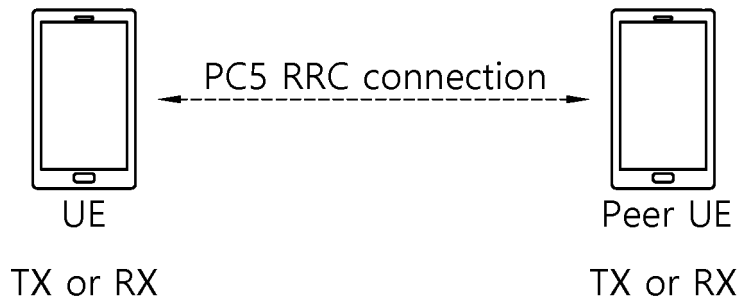 PC5 RRC connection
UE
Peer UE
TX or RX
TX or RX